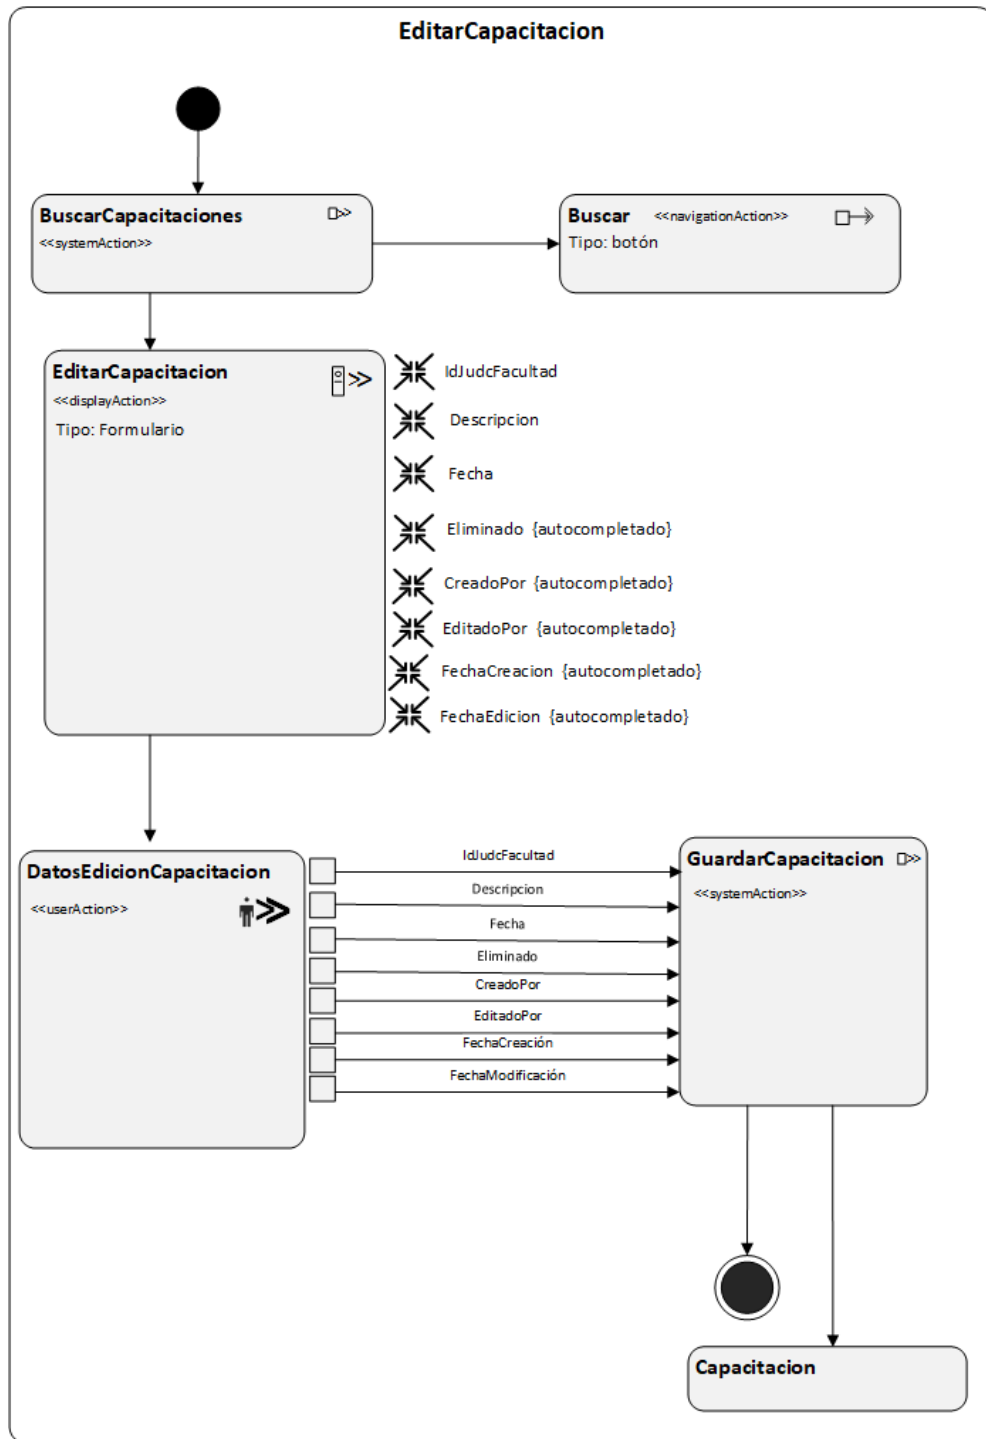 EditarCapacitacion
BuscarCapacitaciones
<<systemAction>>
Buscar <<navigationAction>>
Tipo: botón
EditarCapacitacion
<<displayAction>>
Tipo: Formulario
IdJudcFacultad
Descripcion
Fecha
Eliminado {autocompletado}
CreadoPor {autocompletado}
EditadoPor {autocompletado}
FechaCreacion {autocompletado}
FechaEdicion {autocompletado}
DatosEdicionCapacitacion
<<userAction>>
IdJudcFacultad
Descripcion
Fecha
Eliminado
CreadoPor
EditadoPor
FechaCreación
FechaModificación
GuardarCapacitacion
<<systemAction>>
Capacitacion